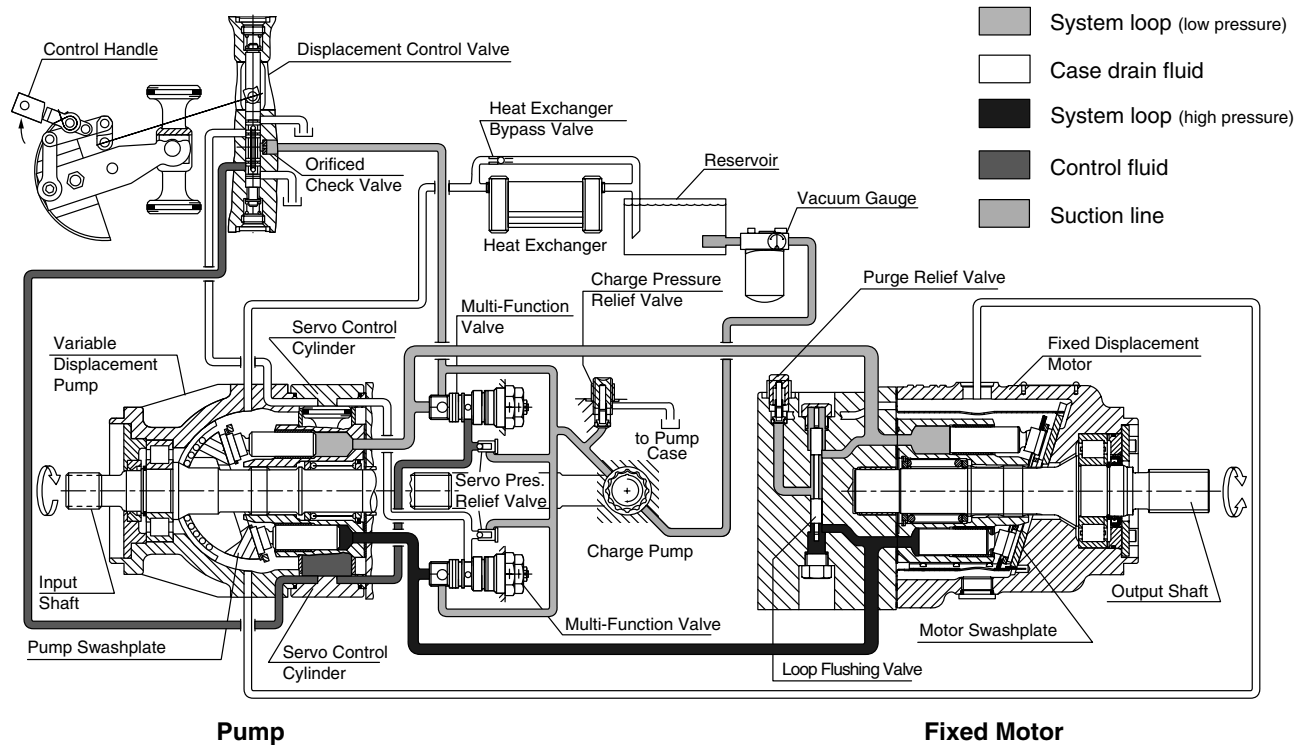 Control Handle
Displacement Control Valve
Heat Exchanger
Bypass Valve
Orificed
Check Valve
Reservoir
Vacuum Gauge
Heat Exchanger
System loop (low pressure)
Case drain fluid
System loop (high pressure)
Control fluid
Suction line
Charge Pressure
Relief Valve
Purge Relief Valve
Multi-Function
Valve
Servo Control
Cylinder
Variable
Displacement
Pump
Fixed Displacement
Motor
to Pump
Case
Servo Pres.
Relief Valve
Charge Pump
Input
Shaft
Output Shaft
Pump Swashplate
Servo Control
Cylinder
Multi-Function Valve
Motor Swashplate
Loop Flushing Valve
Pump
Fixed Motor